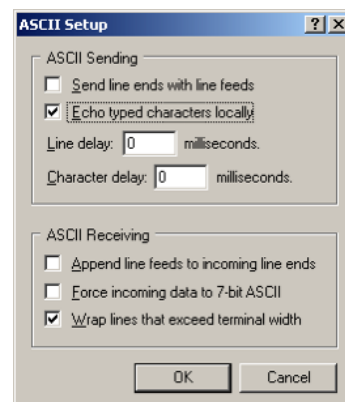 ASCII Setup
ASCII Sending
Send line ends with line feeds
Echo typed characters locally
Line delay: 0 milliseconds.
Character delay: 0 milliseconds.
ASCII Receiving
Append line feeds to incoming line ends
Force incoming data to 7-bit ASCII
Wrap lines that exceed terminal width
OK Cancel